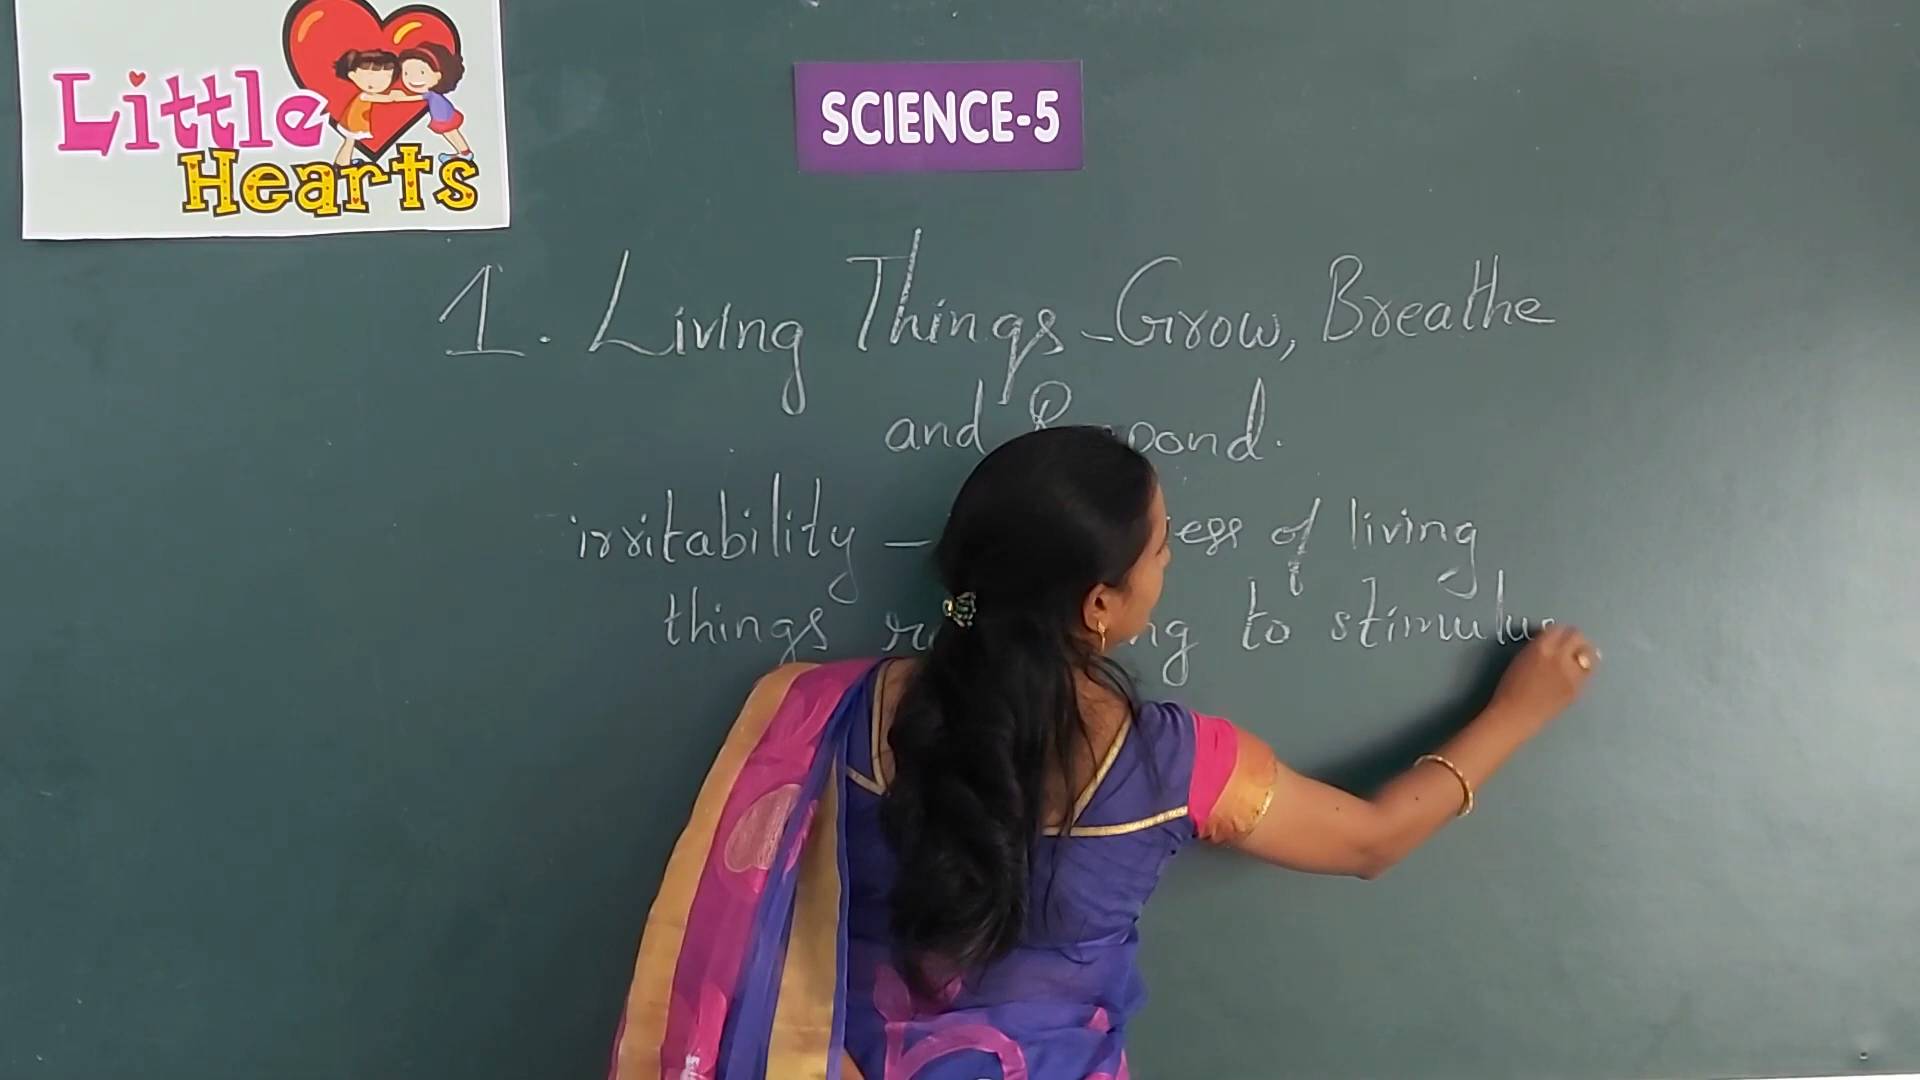 Little
Hearts
SCIENCE-5
1. Living Things - Grow, Breathe
and Respond.
irritability - of living
things to stimulus